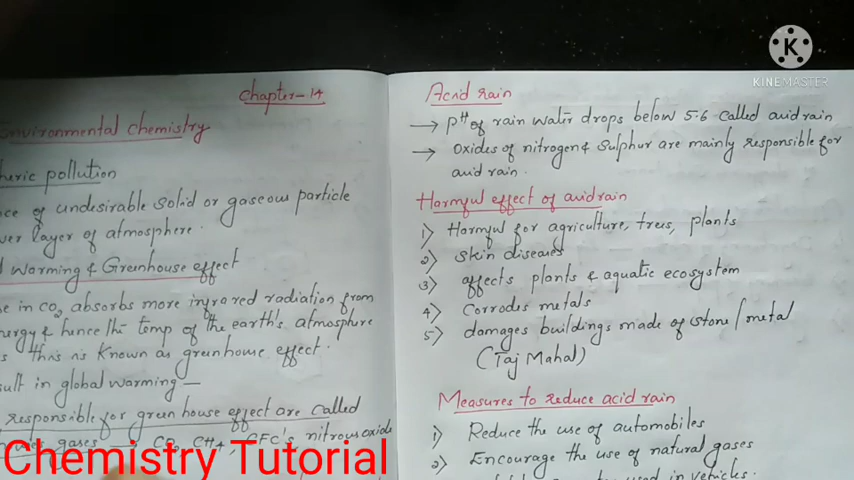 K
KINEMASTER
Chapter-14
Environmental chemistry
heric pollution
ce of undesirable solid or gaseous particle
wer layer of atmosphere.
l warming & Greenhouse effect
se in CO2 absorbs more infrared radiation from
nergy & hence the temp of the earth's atmosphere
s this is known as greenhouse effect.
sult in global warming —
responsible for green house effect are called
gases → CO2 CH4, CFC's, nitrous oxide
Acid rain
→ pH of rain water drops below 5.6 called acid rain
→ Oxides of nitrogen & Sulphur are mainly responsible for
acid rain.
Harmful effect of acid rain
1) Harmful for agriculture, trees, plants
2) Skin diseases
3) affects plants & aquatic ecosystem
4) Corrodes metals
5) damages buildings made of stone/metal
(Taj Mahal)
Measures to reduce acid rain
1) Reduce the use of automobiles
2) Encourage the use of natural gases
used in vehicles.
Chemistry Tutorial